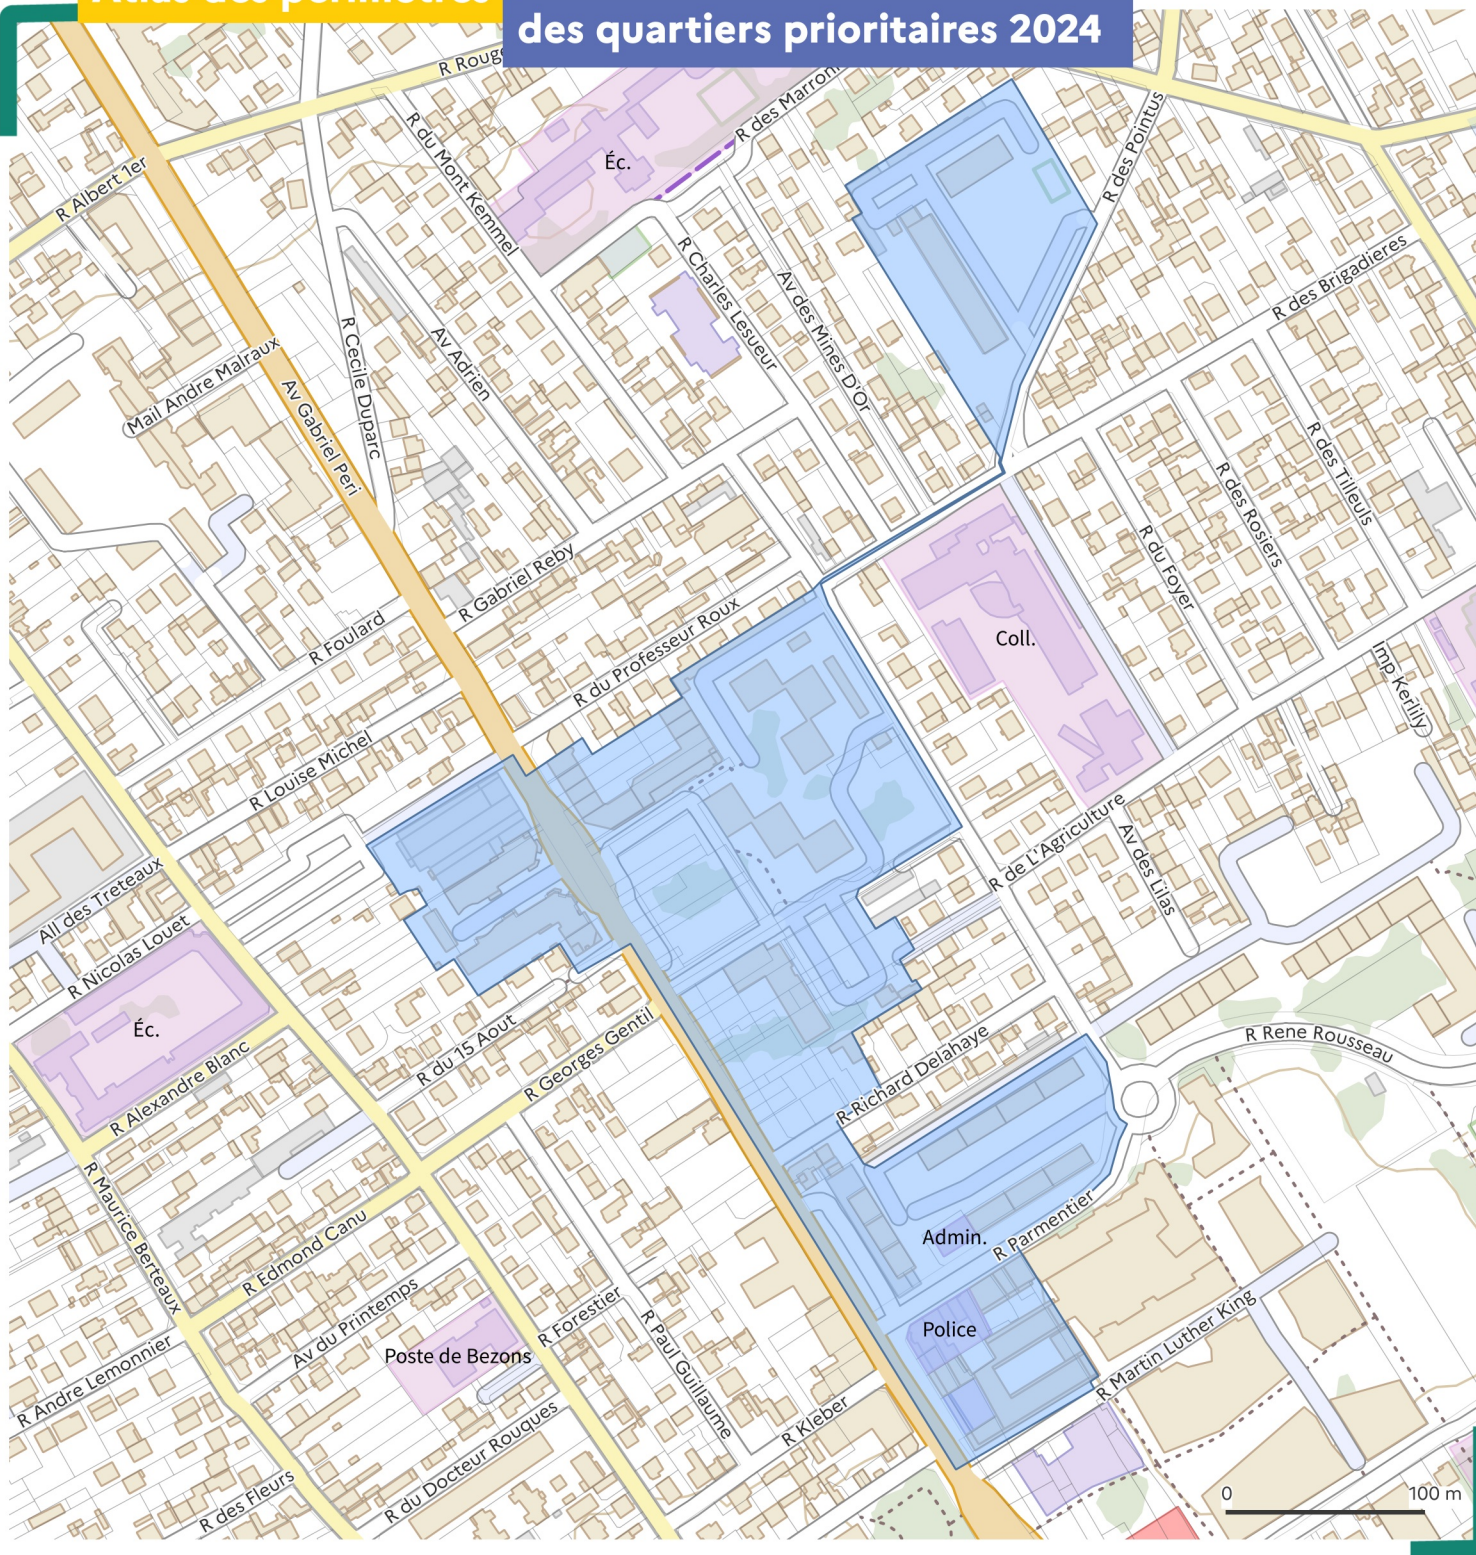 Atlas des périmètres
des quartiers prioritaires 2024
R Rouge
R des Marronn
R Albert 1er
R du Mont Kemmel
Éc.
R des Pointus
R Charles Lesueur
Av des Mines D'Or
R des Brigadieres
R Cecile Duparc
Av Adrien
Mail Andre Malraux
Av Gabriel Peri
R des Tilleuls
R des Rosiers
R du Foyer
R Gabriel Reby
R Foulard
R du Professeur Roux
Coll.
Imp Kerilly
R Louise Michel
R de L'Agriculture
Av des Lilas
All des Treteaux
R Nicolas Louet
Éc.
R Alexandre Blanc
R du 15 Aout
R Georges Gentil
R Rene Rousseau
R Richard Delahaye
R Maurice Berteaux
R Edmond Canu
Admin.
R Parmentier
Av du Printemps
R Forestier
Police
Poste de Bezons
R Paul Guillaume
R Martin Luther King
R Andre Lemonnier
R Kleber
R du Docteur Rouques
R des Fleurs
0 100 m